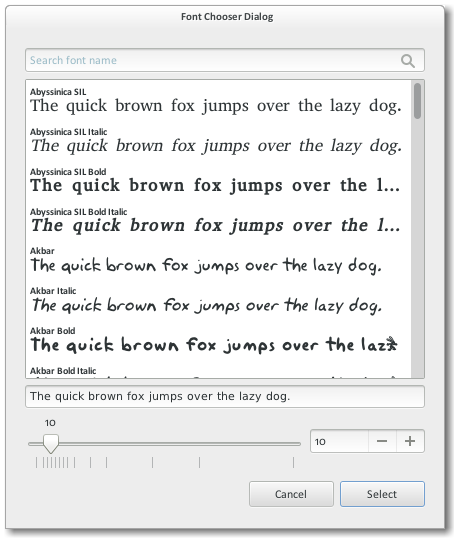 Font Chooser Dialog
Search font name
Abyssinica SIL
The quick brown fox jumps over the lazy dog.
Abyssinica SIL Italic
The quick brown fox jumps over the lazy dog.
Abyssinica SIL Bold
The quick brown fox jumps over the l...
Abyssinica SIL Bold Italic
The quick brown fox jumps over the l...
Akbar
The quick brown fox jumps over the lazy dog.
Akbar Italic
The quick brown fox jumps over the lazy dog.
Akbar Bold
The quick brown fox jumps over the laz
Akbar Bold Italic
The quick brown fox jumps over the lazy dog.
10
10
Cancel
Select